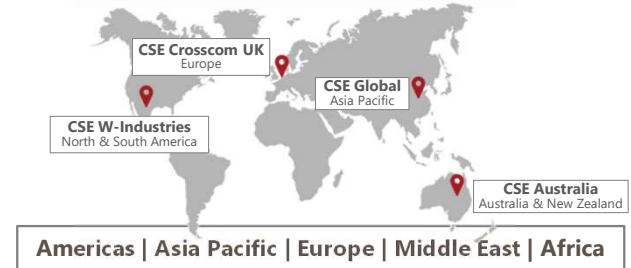 CSE Crosscom UK
Europe
CSE Global
Asia Pacific
CSE W-Industries
North & South America
CSE Australia
Australia & New Zealand
Americas | Asia Pacific | Europe | Middle East | Africa